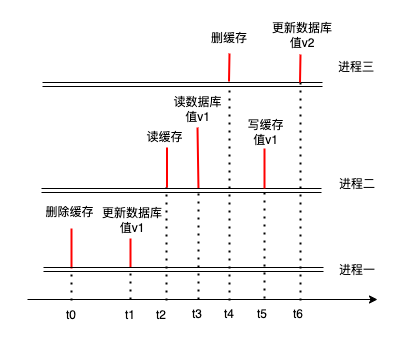 删缓存
更新数据库
值v2
进程三
读数据库
值v1
读缓存
写缓存
值v1
进程二
删除缓存
更新数据库
值v1
进程一
t0
t1
t2
t3
t4
t5
t6